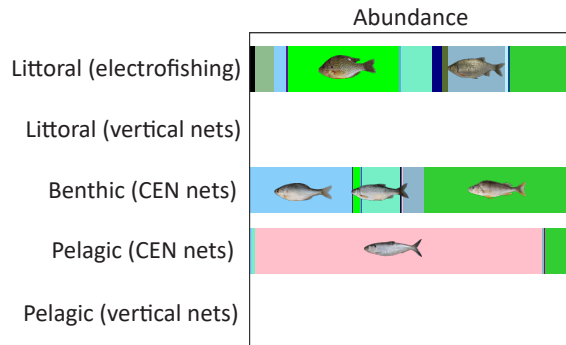 Abundance
Littoral (electrofishing)
Littoral (vertical nets)
Benthic (CEN nets)
Pelagic (CEN nets)
Pelagic (vertical nets)